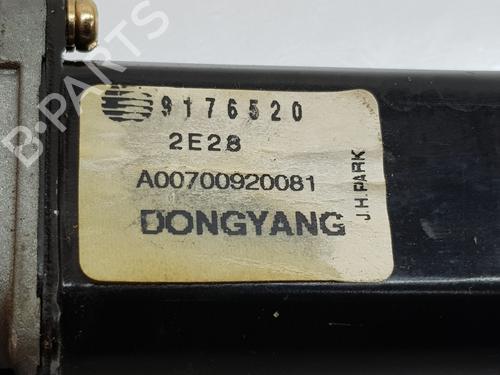 9176520
2E28
A00700920081
DONGYANG
J.H.PARK
B-PARTS